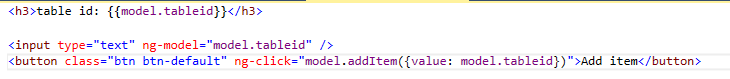 <h3>table id: {{model.tableid}}</h3>
<input type="text" ng-model="model.tableid" />
<button class="btn btn-default" ng-click="model.addItem({value: model.tableid})">Add item</button>